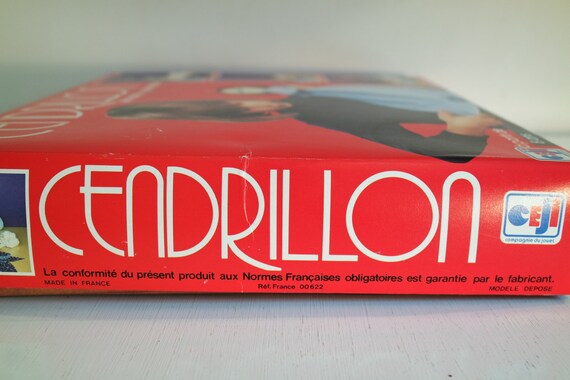 CENDRILLON
CEJi
compagnie du jouet
La conformité du présent produit aux Normes Françaises obligatoires est garantie par le fabricant.
MADE IN FRANCE
Réf. France 00622
MODELE DEPOSE